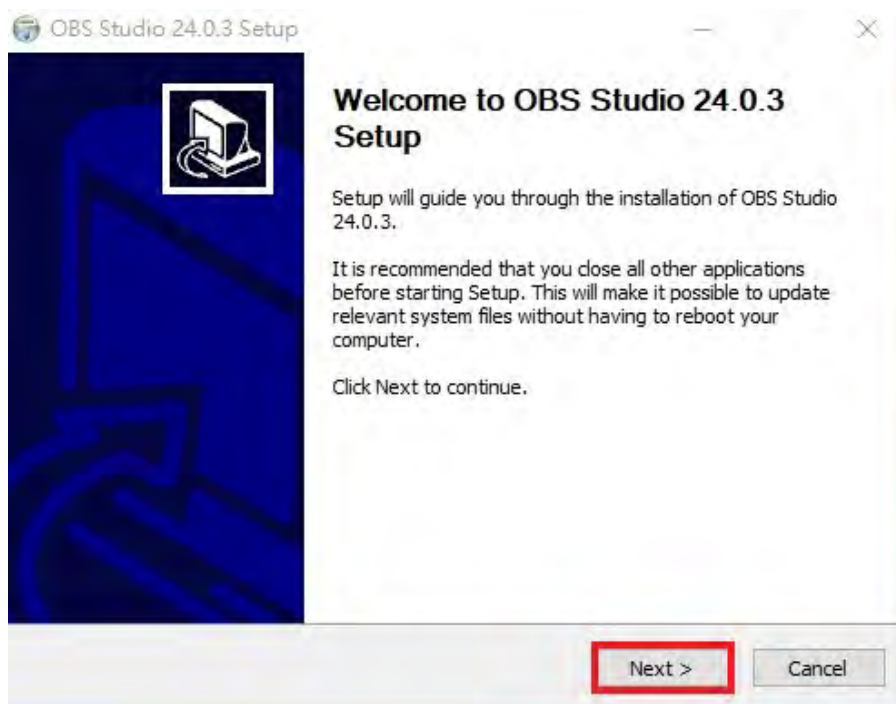 OBS Studio 24.0.3 Setup
Welcome to OBS Studio 24.0.3
Setup
Setup will guide you through the installation of OBS Studio
24.0.3.
It is recommended that you close all other applications
before starting Setup. This will make it possible to update
relevant system files without having to reboot your
computer.
Click Next to continue.
Next >
Cancel